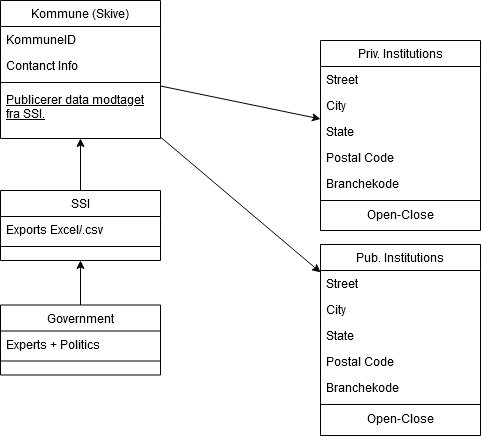 Kommune (Skive)
KommuneID
Contanct Info
Publicerer data modtaget
fra SSI.
SSI
Exports Excel/.csv
Government
Experts + Politics
Priv. Institutions
Street
City
State
Postal Code
Branchekode
Open-Close
Pub. Institutions
Street
City
State
Postal Code
Branchekode
Open-Close